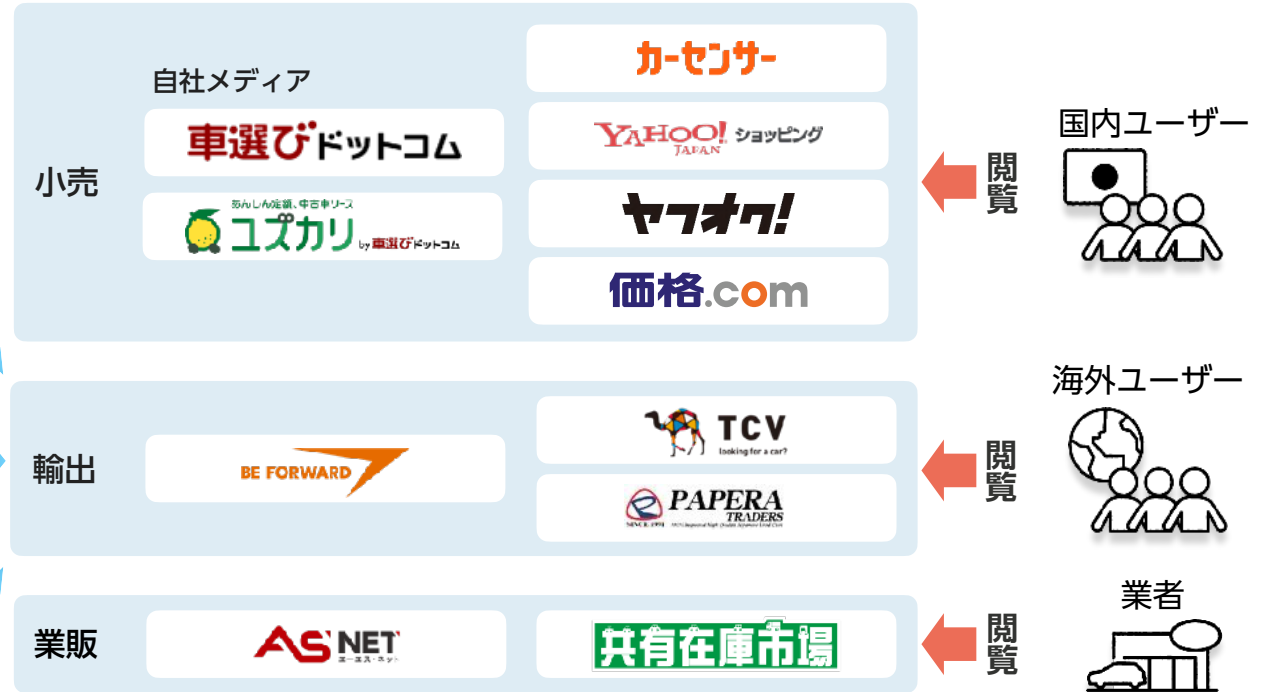 小売
自社メディア
車選びドットコム
あんしん定額、中古車リース
ユズカリ
by 車選びドットコム
カーセンサー
YAHOO! ショッピング
JAPAN
ヤフオク!
価格.com
閲覧
国内ユーザー
輸出
BE FORWARD
TCV
looking for a car?
PAPERA
TRADERS
SINCE 1991
閲覧
海外ユーザー
業販
AS NET
エーエス・ネット
共有在庫市場
閲覧
業者